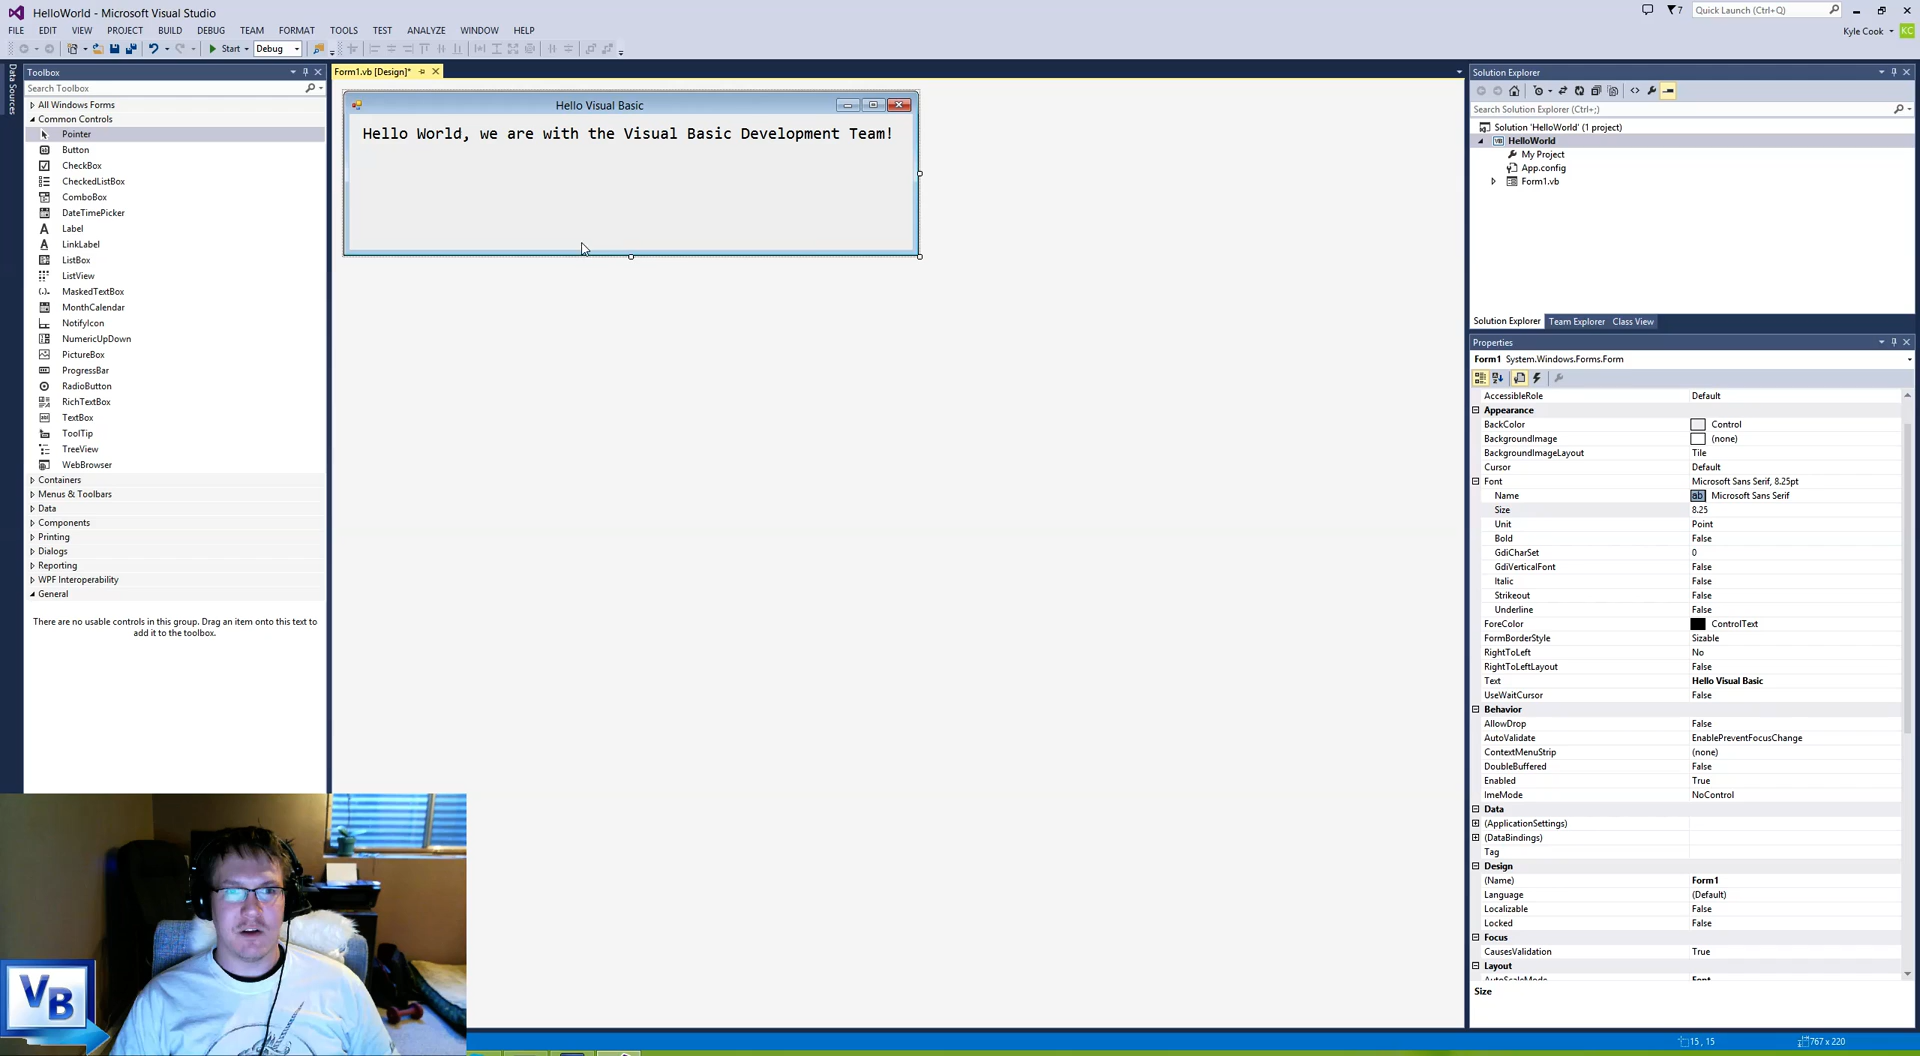 HelloWorld - Microsoft Visual Studio
7
Quick Launch (Ctrl+Q)
FILE EDIT VIEW PROJECT BUILD DEBUG TEAM FORMAT TOOLS TEST ANALYZE WINDOW HELP
Kyle Cook
KC
Start
Debug
Data Sources
Toolbox
Search Toolbox
All Windows Forms
Common Controls
Pointer
Button
CheckBox
CheckedListBox
ComboBox
DateTimePicker
Label
LinkLabel
ListBox
ListView
MaskedTextBox
MonthCalendar
NotifyIcon
NumericUpDown
PictureBox
ProgressBar
RadioButton
RichTextBox
TextBox
ToolTip
TreeView
WebBrowser
Containers
Menus & Toolbars
Data
Components
Printing
Dialogs
Reporting
WPF Interoperability
General
There are no usable controls in this group. Drag an item onto this text to
add it to the toolbox.
Form1.vb [Design]*
Hello Visual Basic
Hello World, we are with the Visual Basic Development Team!
Solution Explorer
Search Solution Explorer (Ctrl+;)
Solution 'HelloWorld' (1 project)
HelloWorld
My Project
App.config
Form1.vb
Solution Explorer Team Explorer Class View
Properties
Form1 System.Windows.Forms.Form
AccessibleRole Default
Appearance
BackColor Control
BackgroundImage (none)
BackgroundImageLayout Tile
Cursor Default
Font Microsoft Sans Serif, 8.25pt
Name ab Microsoft Sans Serif
Size 8.25
Unit Point
Bold False
GdiCharSet 0
GdiVerticalFont False
Italic False
Strikeout False
Underline False
ForeColor ControlText
FormBorderStyle Sizable
RightToLeft No
RightToLeftLayout False
Text Hello Visual Basic
UseWaitCursor False
Behavior
AllowDrop False
AutoValidate EnablePreventFocusChange
ContextMenuStrip (none)
DoubleBuffered False
Enabled True
ImeMode NoControl
Data
(ApplicationSettings)
(DataBindings)
Tag
Design
(Name) Form1
Language (Default)
Localizable False
Locked False
Focus
CausesValidation True
Layout
AutoScaleMode Font
Size
VB
15 , 15
767 x 220